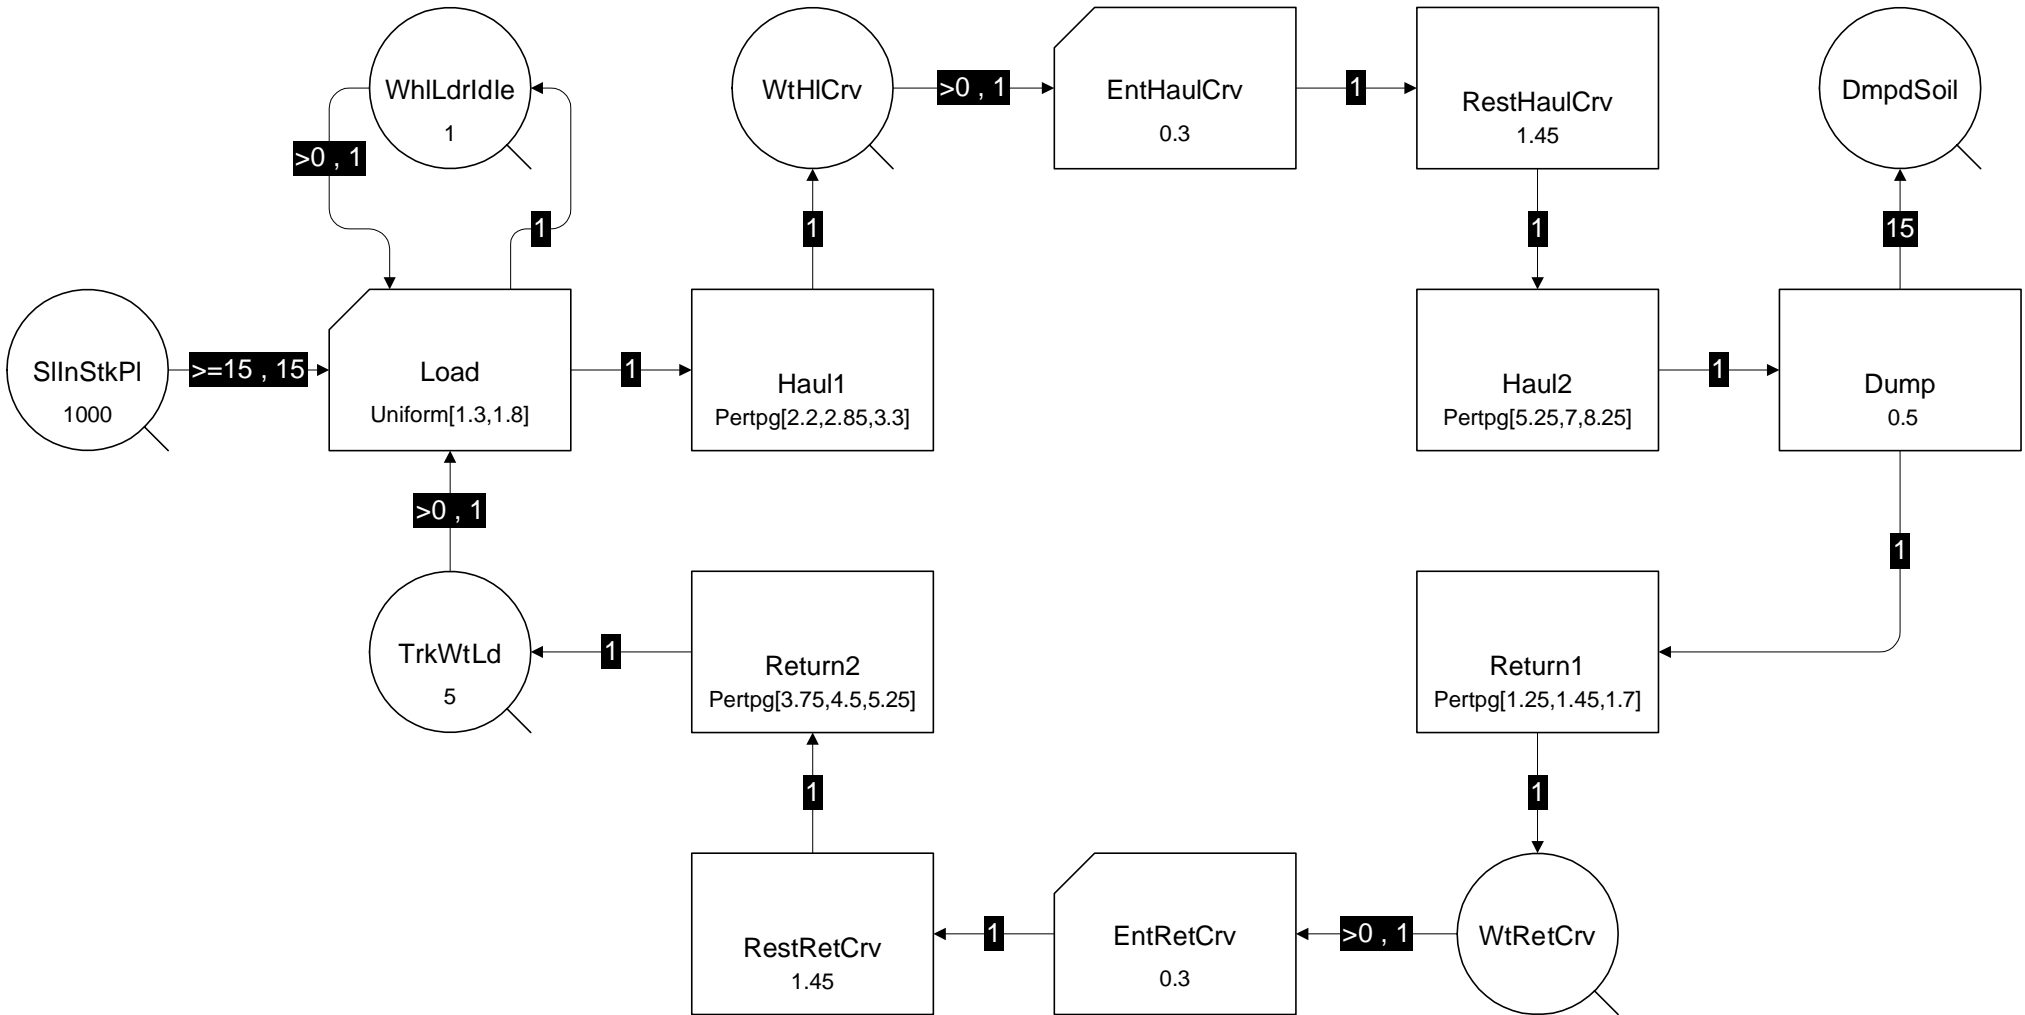 WhlLdrIdle
1
>0 , 1
1
WtHlCrv
>0 , 1
EntHaulCrv
0.3
1
RestHaulCrv
1.45
DmpdSoil
1
1
15
SlInStkPl
1000
>=15 , 15
Load
Uniform[1.3,1.8]
1
Haul1
Pertpg[2.2,2.85,3.3]
Haul2
Pertpg[5.25,7,8.25]
1
Dump
0.5
>0 , 1
1
TrkWtLd
5
1
Return2
Pertpg[3.75,4.5,5.25]
Return1
Pertpg[1.25,1.45,1.7]
1
1
RestRetCrv
1.45
1
EntRetCrv
0.3
>0 , 1
WtRetCrv